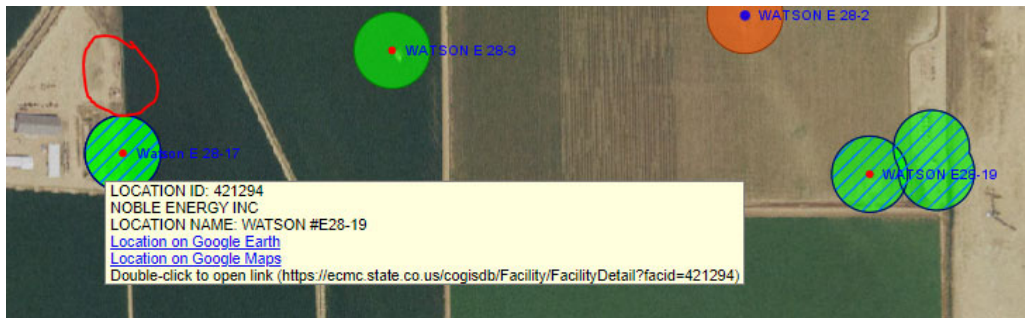 WATSON E 28-2
WATSON E 28-3
Watson E 28-17
WATSON E28-19
LOCATION ID: 421294
NOBLE ENERGY INC
LOCATION NAME: WATSON #E28-19
Location on Google Earth
Location on Google Maps
Double-click to open link (https://ecmc.state.co.us/cogisdb/Facility/FacilityDetail?facid=421294)